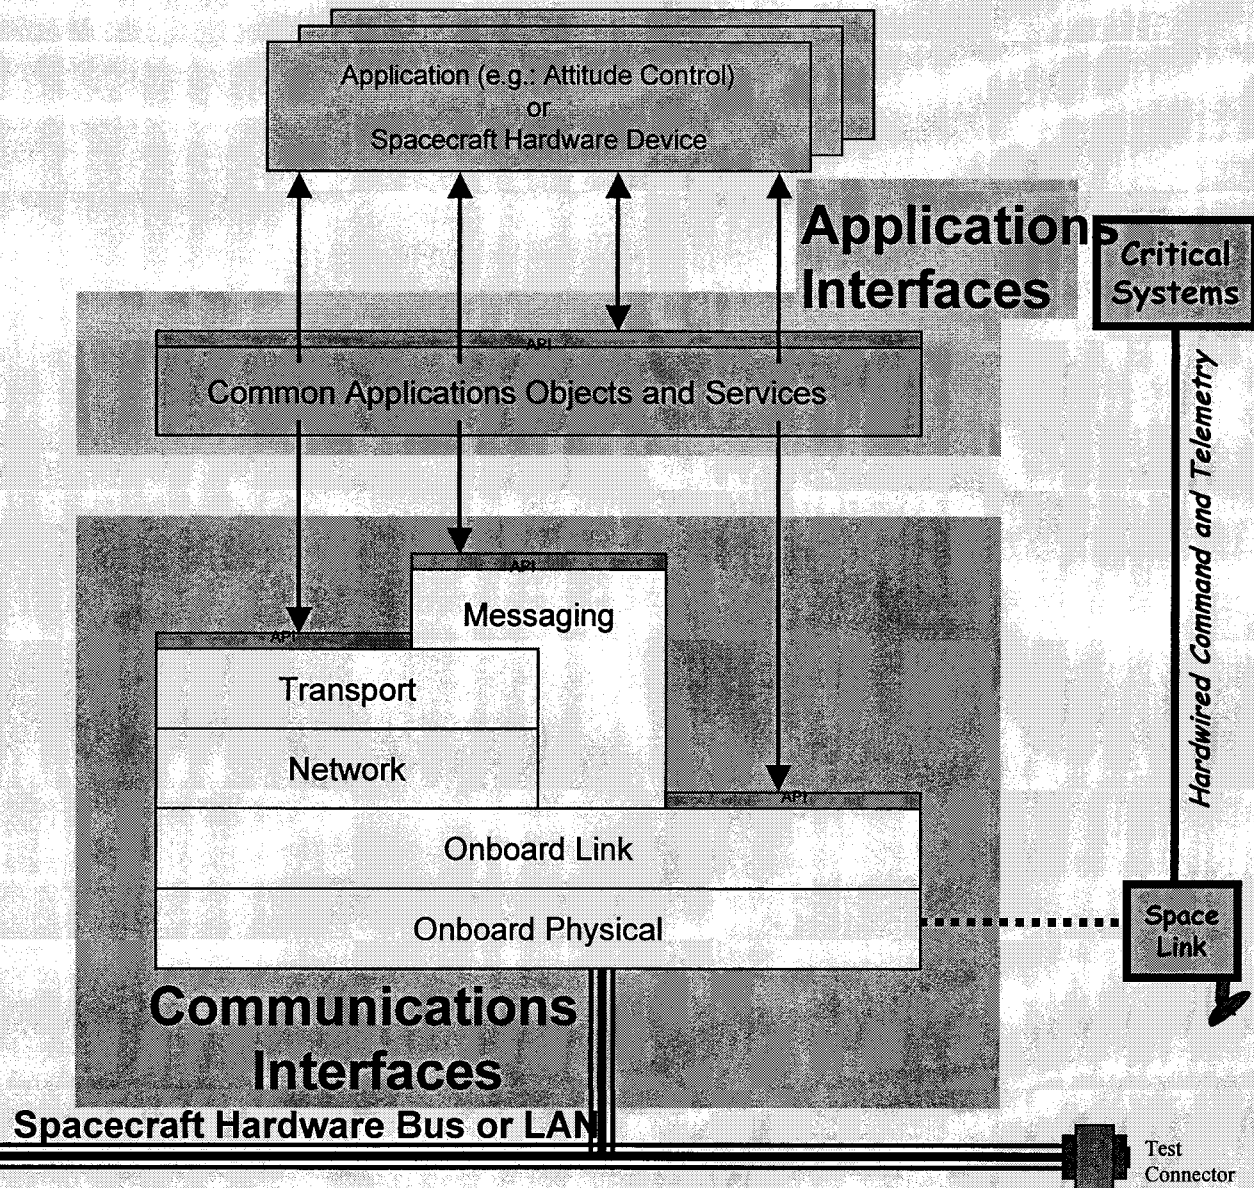 Application (e.g.: Attitude Control)
or
Spacecraft Hardware Device
Applications
Interfaces
Critical
Systems
API
Common Applications Objects and Services
Hardwired Command and Telemetry
API
Messaging
API
Transport
Network
API
Onboard Link
Onboard Physical
Space
Link
Communications
Interfaces
Spacecraft Hardware Bus or LAN
Test
Connector